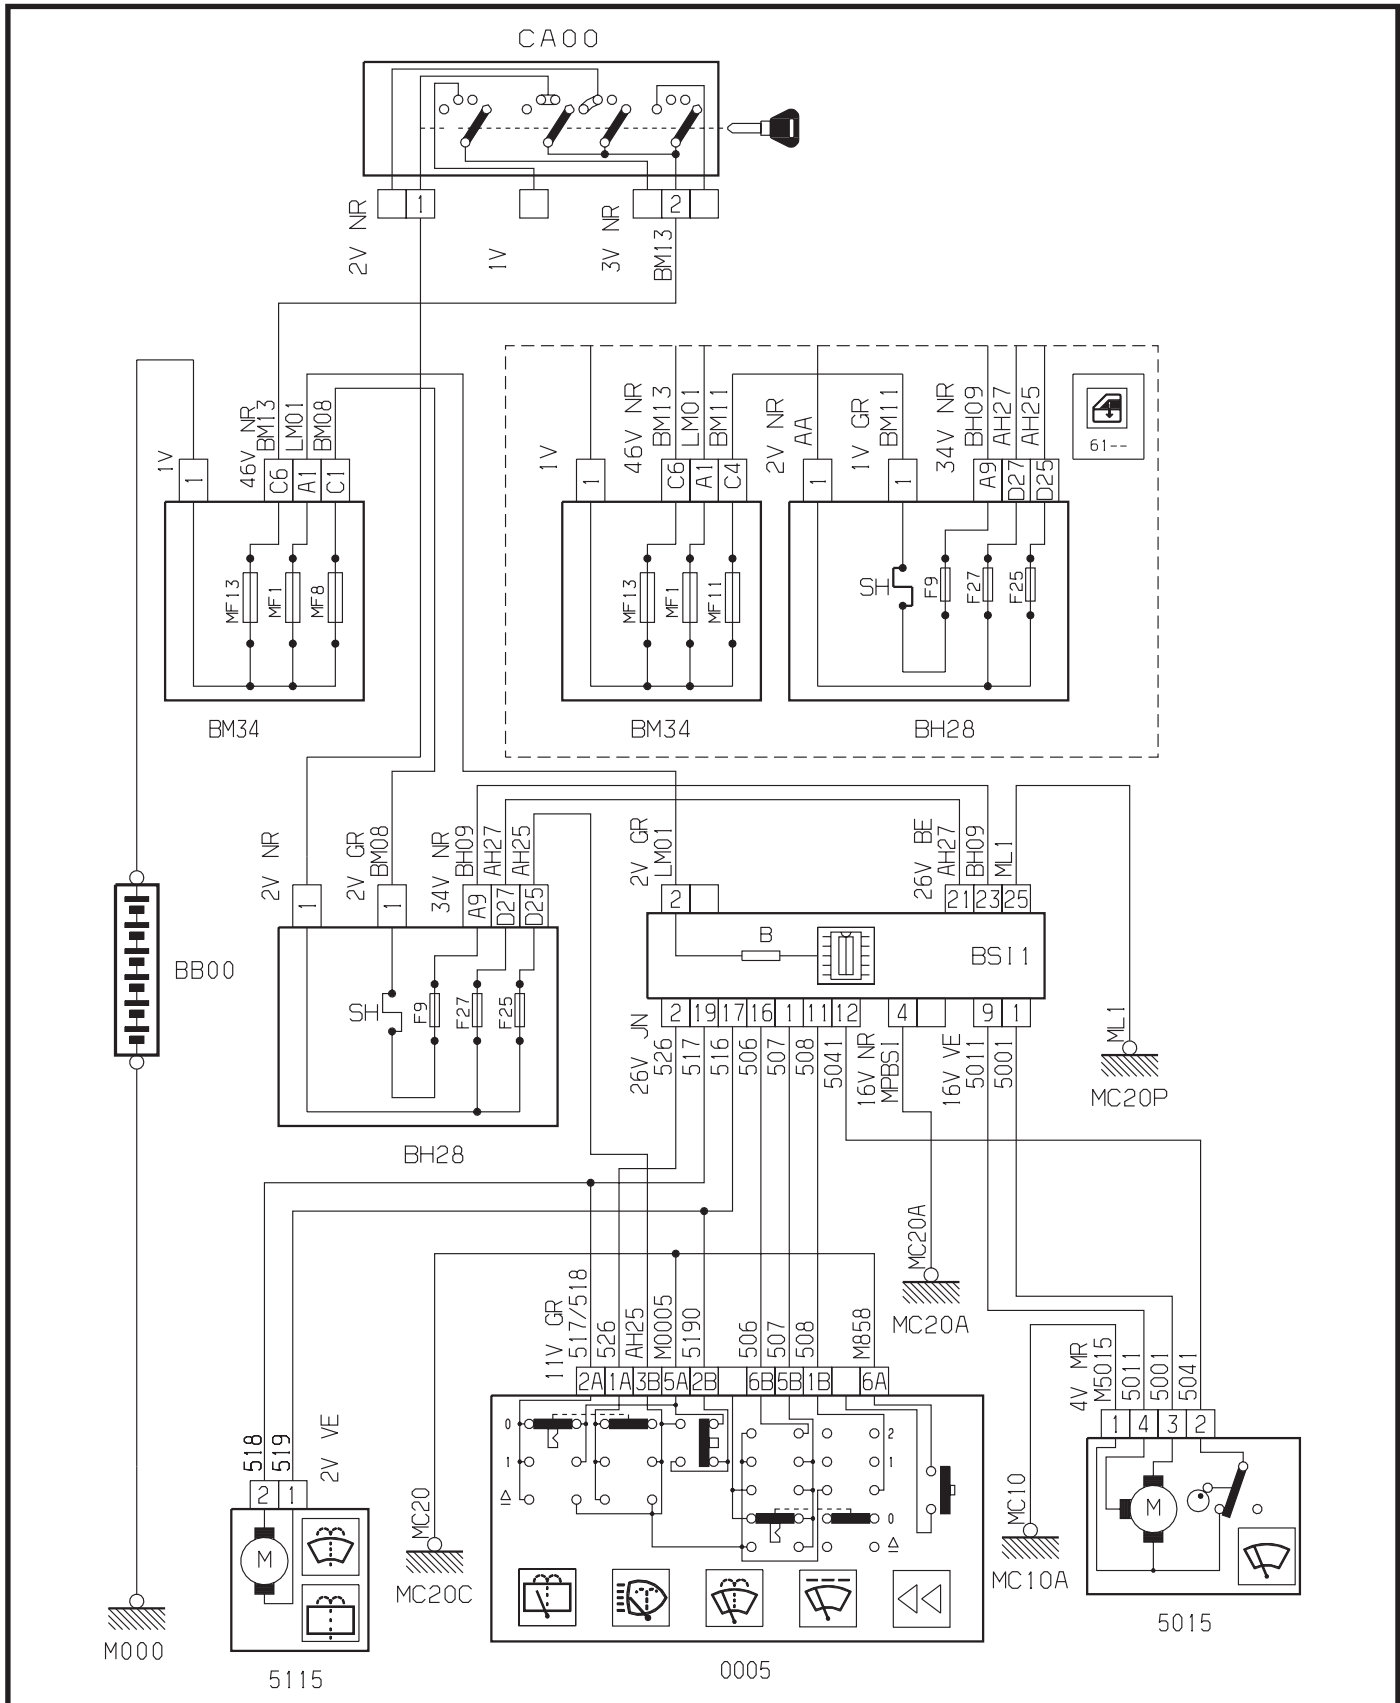 CA00
2V NR
1
1V
3V NR
2
BM13
1V
1
46V NR
BM13
LM01
BM08
C6
A1
C1
MF13
MF1
MF8
BM34
1V
1
46V NR
BM13
LM01
BM11
C6
A1
C4
MF13
MF1
MF11
BM34
2V NR
AA
1
1V GR
BM11
1
34V NR
BH09
AH27
AH25
A9
D27
D25
SH
F9
F27
F25
BH28
61--
2V NR
1
2V GR
BM08
1
34V NR
BH09
AH27
AH25
A9
D27
D25
SH
F9
F27
F25
BH28
2V GR
LM01
2
26V BE
AH27
BH09
ML1
21
23
25
B
BSI1
2
19
17
16
1
11
12
4
9
1
26V JN
526
517
516
506
507
508
5041
16V NR
MPBSI
16V VE
5011
5001
ML1
MC20P
BB00
MC20A
MC20A
11V GR
517/518
526
AH25
M0005
5190
506
507
508
M858
2A
1A
3B
5A
2B
6B
5B
1B
6A
0
1
2
1
0
0005
MC20
MC20C
518
519
2V VE
2
1
M
5115
M000
MC10
MC10A
4V MR
M5015
5011
5001
5041
1
4
3
2
M
5015